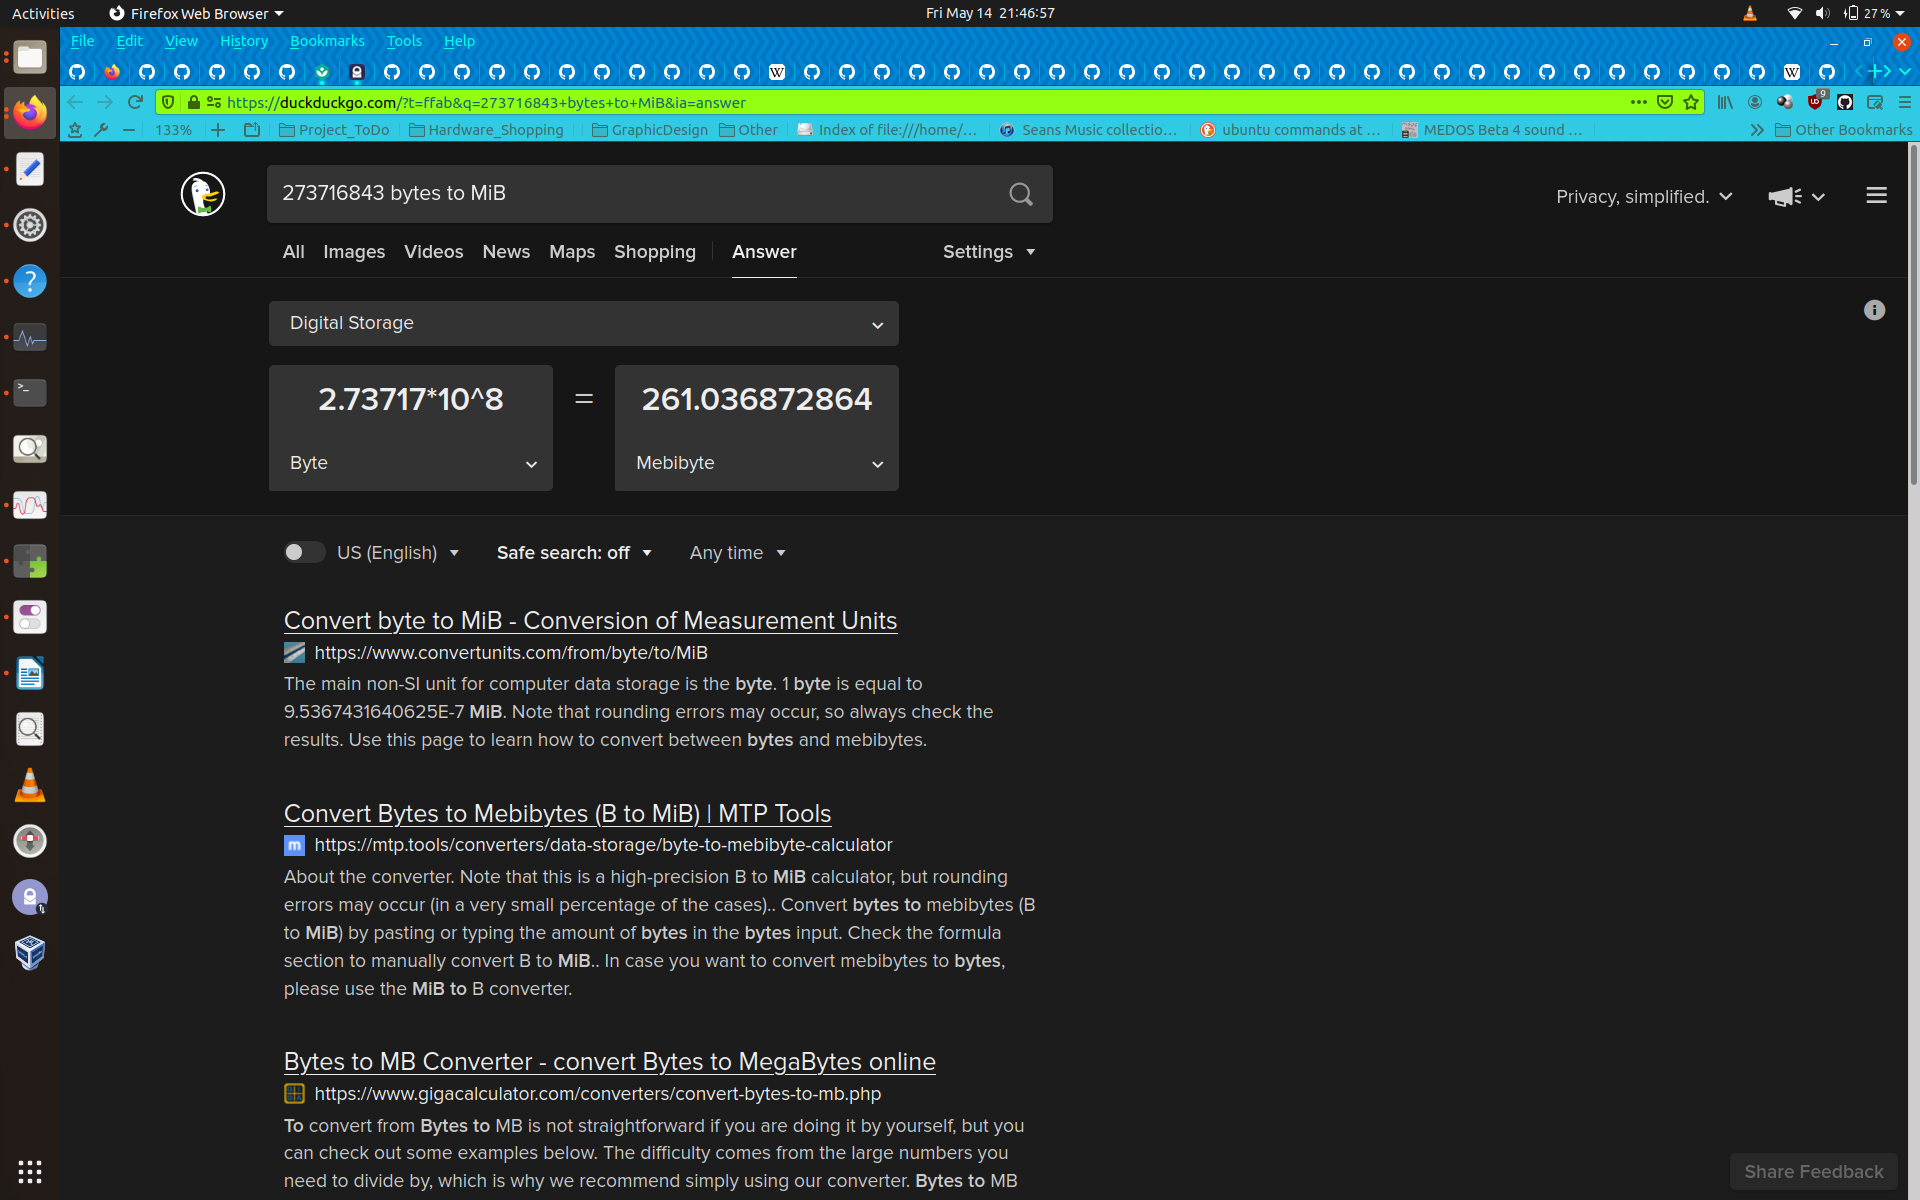 Activities
Firefox Web Browser
Fri May 14 21:46:57
27 %
File Edit View History Bookmarks Tools Help
W
W
https://duckduckgo.com/?t=ffab&q=273716843+bytes+to+MiB&ia=answer
9
133%
Project_ToDo
Hardware_Shopping
GraphicDesign
Other
Index of file:///home/...
Seans Music collectio...
ubuntu commands at ...
MEDOS Beta 4 sound ...
Other Bookmarks
273716843 bytes to MiB
Privacy, simplified.
All Images Videos News Maps Shopping Answer Settings
Digital Storage
2.73717*10^8 = 261.036872864
Byte
Mebibyte
US (English) Safe search: off Any time
Convert byte to MiB - Conversion of Measurement Units
https://www.convertunits.com/from/byte/to/MiB
The main non-SI unit for computer data storage is the byte. 1 byte is equal to
9.5367431640625E-7 MiB. Note that rounding errors may occur, so always check the
results. Use this page to learn how to convert between bytes and mebibytes.
Convert Bytes to Mebibytes (B to MiB) | MTP Tools
m https://mtp.tools/converters/data-storage/byte-to-mebibyte-calculator
About the converter. Note that this is a high-precision B to MiB calculator, but rounding
errors may occur (in a very small percentage of the cases).. Convert bytes to mebibytes (B
to MiB) by pasting or typing the amount of bytes in the bytes input. Check the formula
section to manually convert B to MiB.. In case you want to convert mebibytes to bytes,
please use the MiB to B converter.
Bytes to MB Converter - convert Bytes to MegaBytes online
https://www.gigacalculator.com/converters/convert-bytes-to-mb.php
To convert from Bytes to MB is not straightforward if you are doing it by yourself, but you
can check out some examples below. The difficulty comes from the large numbers you
need to divide by, which is why we recommend simply using our converter. Bytes to MB
Share Feedback